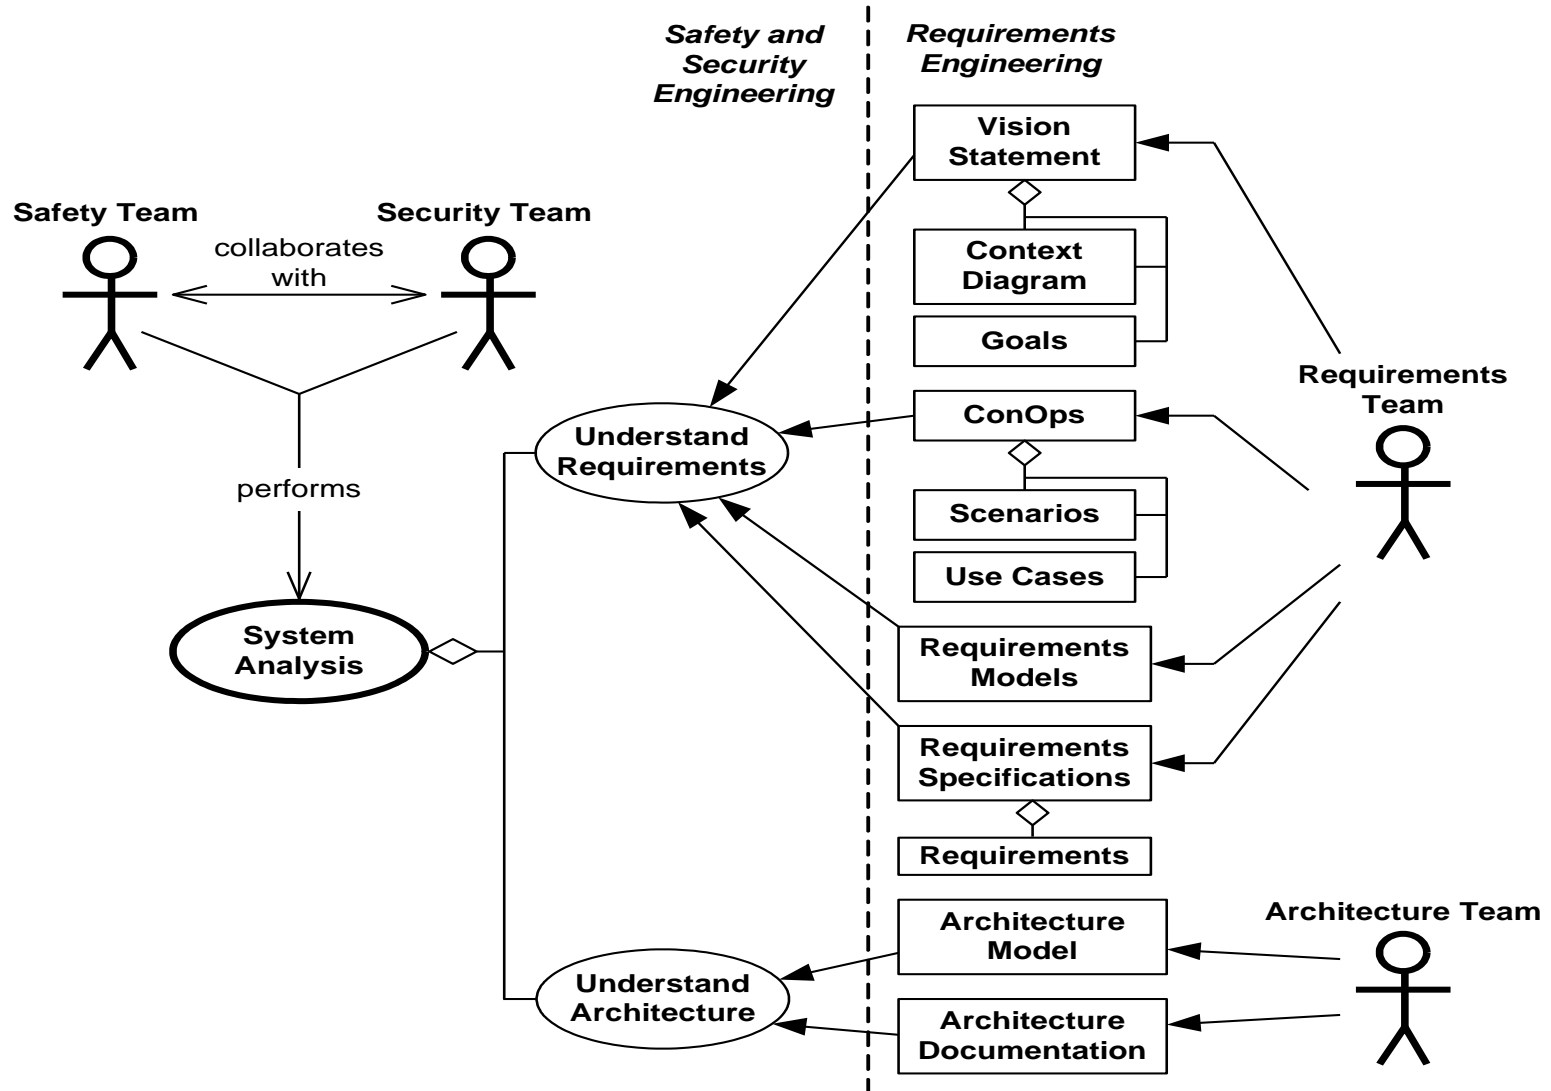 Safety and
Security
Engineering
Requirements
Engineering
Vision
Statement
Safety Team
Security Team
collaborates
with
Context
Diagram
Goals
Requirements
Team
ConOps
Understand
Requirements
performs
Scenarios
Use Cases
System
Analysis
Requirements
Models
Requirements
Specifications
Requirements
Architecture Team
Architecture
Model
Understand
Architecture
Architecture
Documentation